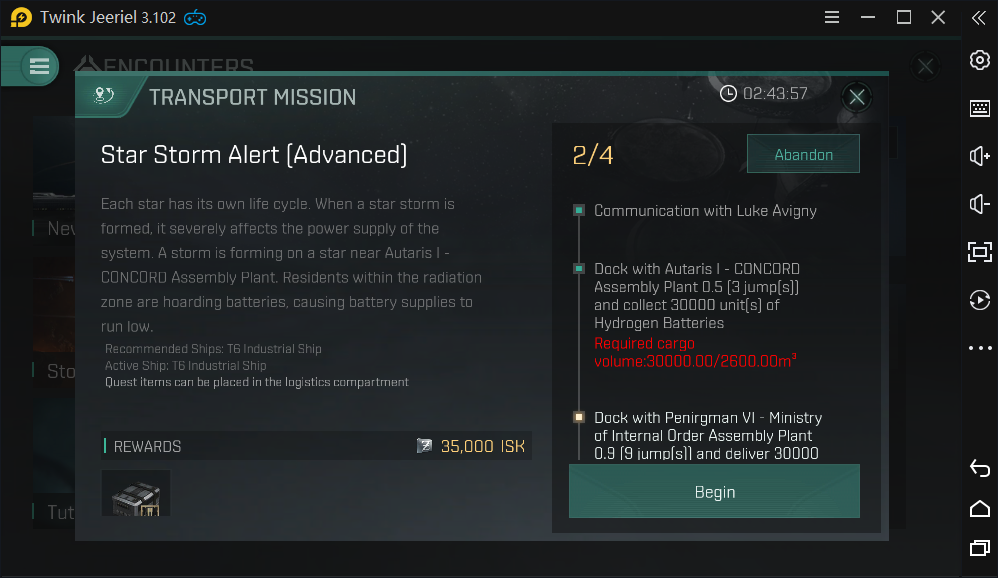 Twink Jeeriel 3.102
ENCOUNTERS
TRANSPORT MISSION
02:43:57
Star Storm Alert (Advanced)
Each star has its own life cycle. When a star storm is
formed, it severely affects the power supply of the
system. A storm is forming on a star near Autaris I -
CONCORD Assembly Plant. Residents within the radiation
zone are hoarding batteries, causing battery supplies to
run low.
Recommended Ships: T6 Industrial Ship
Active Ship: T6 Industrial Ship
Quest items can be placed in the logistics compartment
REWARDS
35,000 ISK
2/4
Abandon
Communication with Luke Avigny
Dock with Autaris I - CONCORD
Assembly Plant 0.5 (3 jump(s))
and collect 30000 unit(s) of
Hydrogen Batteries
Required cargo
volume:30000.00/2600.00m³
Dock with Penirgman VI - Ministry
of Internal Order Assembly Plant
0.9 (9 jump(s)) and deliver 30000
Begin
Nev
Sto
Tut